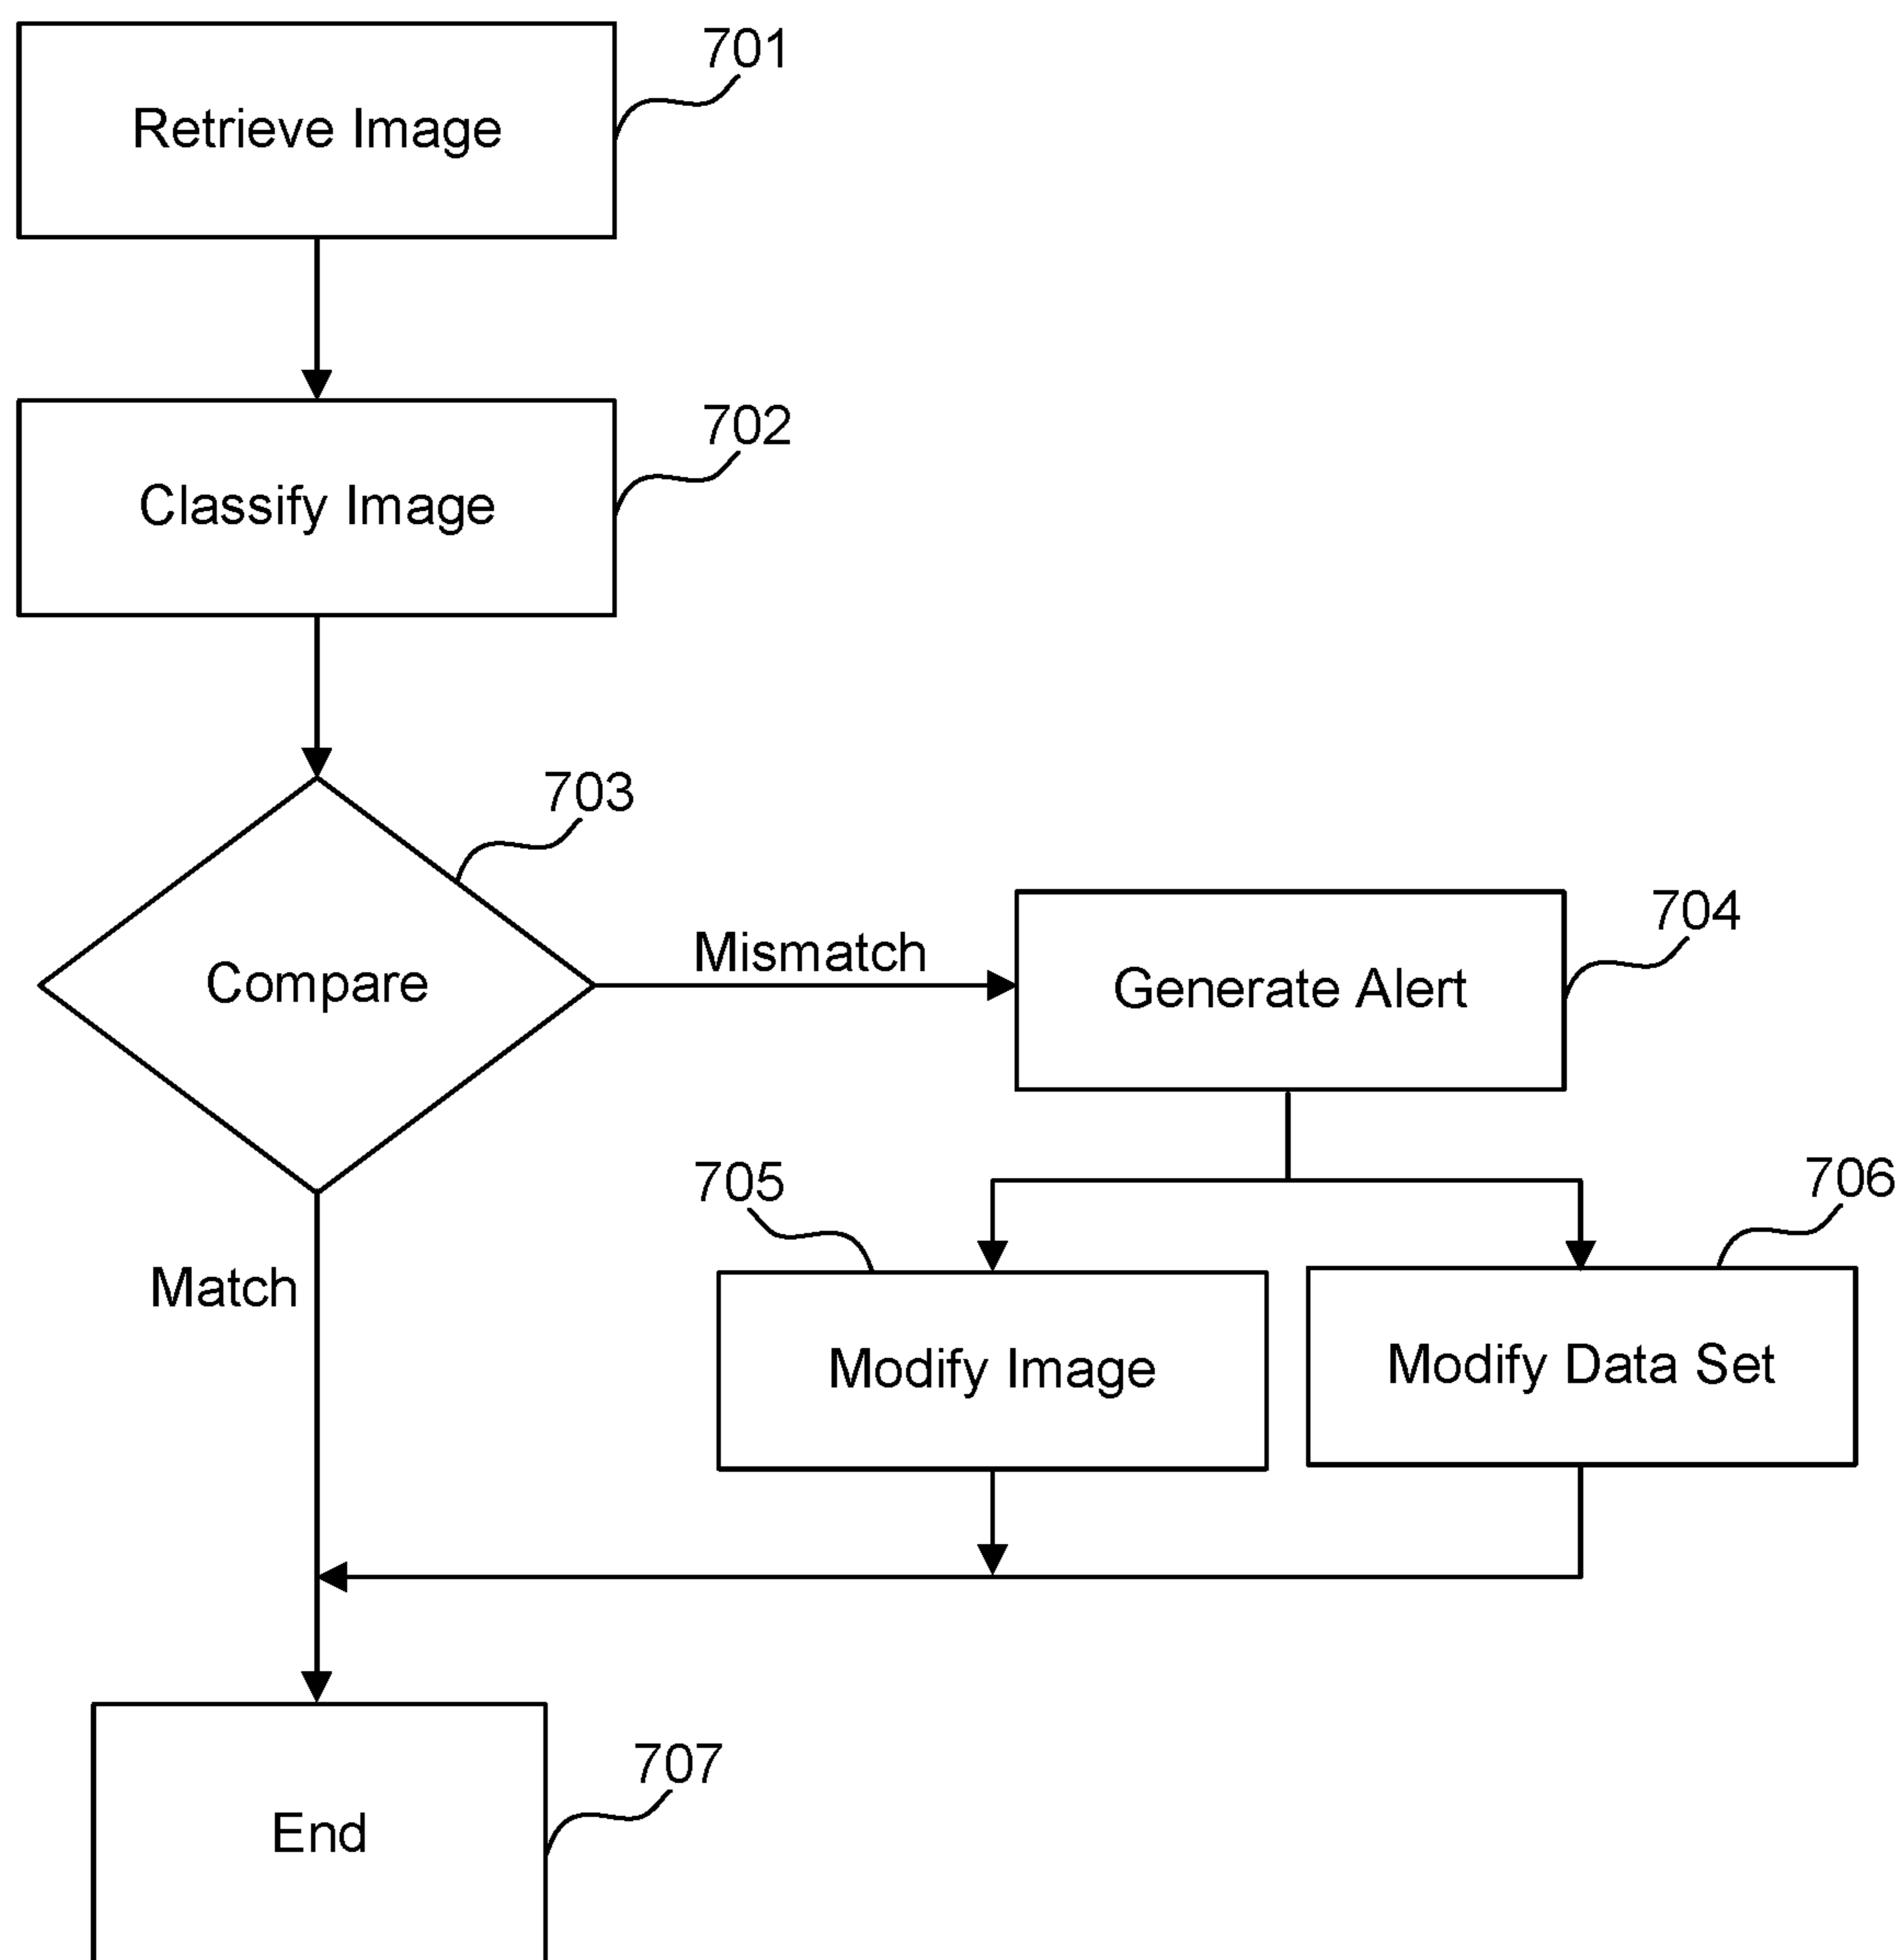 701
Retrieve Image
702
Classify Image
703
Compare
Mismatch
704
Generate Alert
705
706
Match
Modify Image
Modify Data Set
707
End